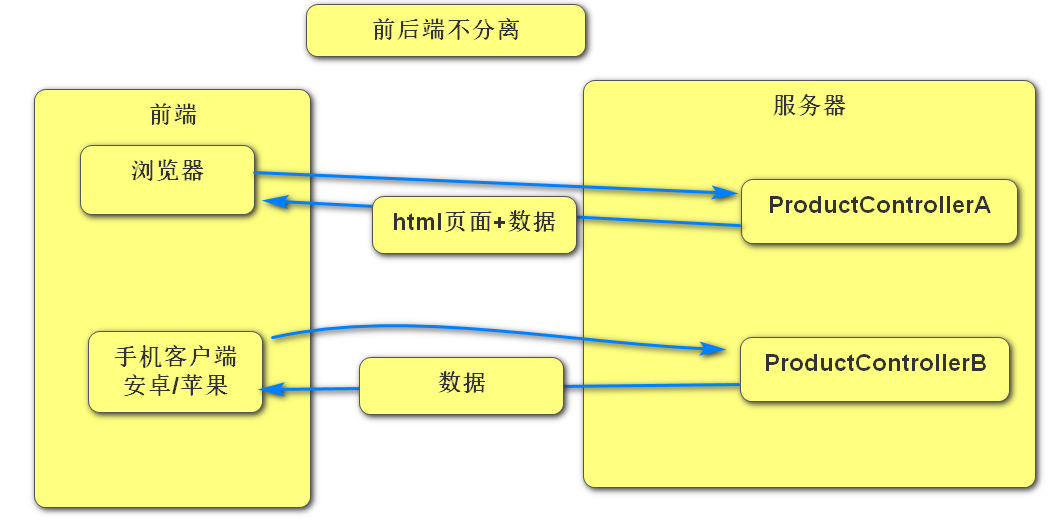 前后端不分离
前端
服务器
浏览器
ProductControllerA
html页面+数据
手机客户端
安卓/苹果
数据
ProductControllerB